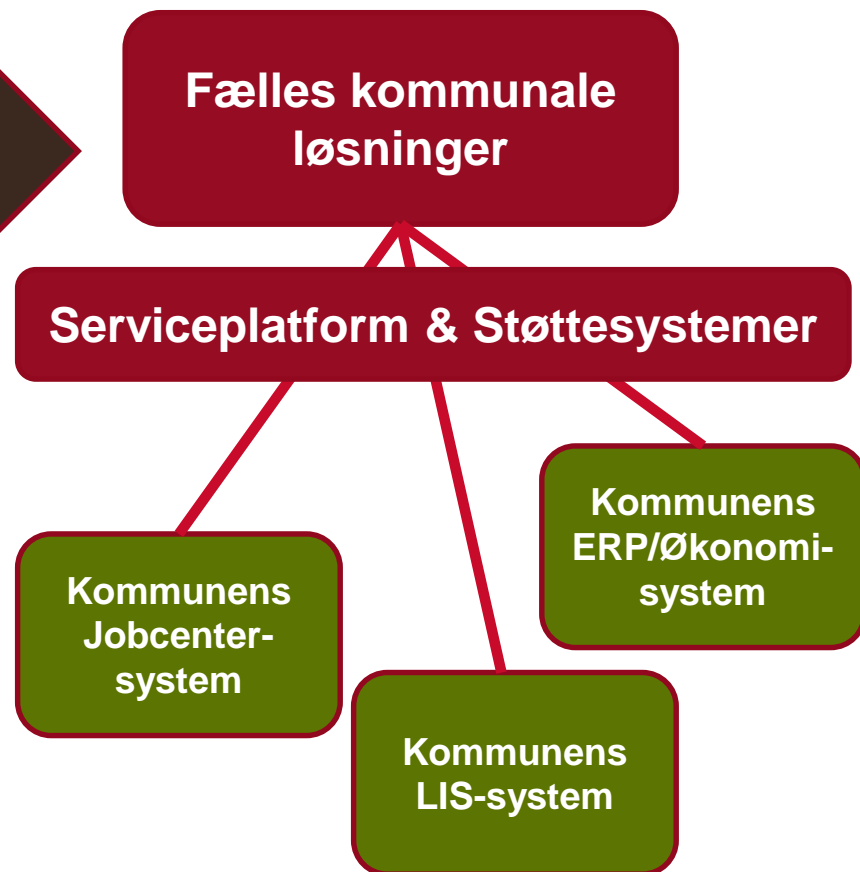 Fælles kommunale
løsninger
Serviceplatform & Støttesystemer
Kommunens
ERP/Økonomi-
system
Kommunens
Jobcenter-
system
Kommunens
LIS-system